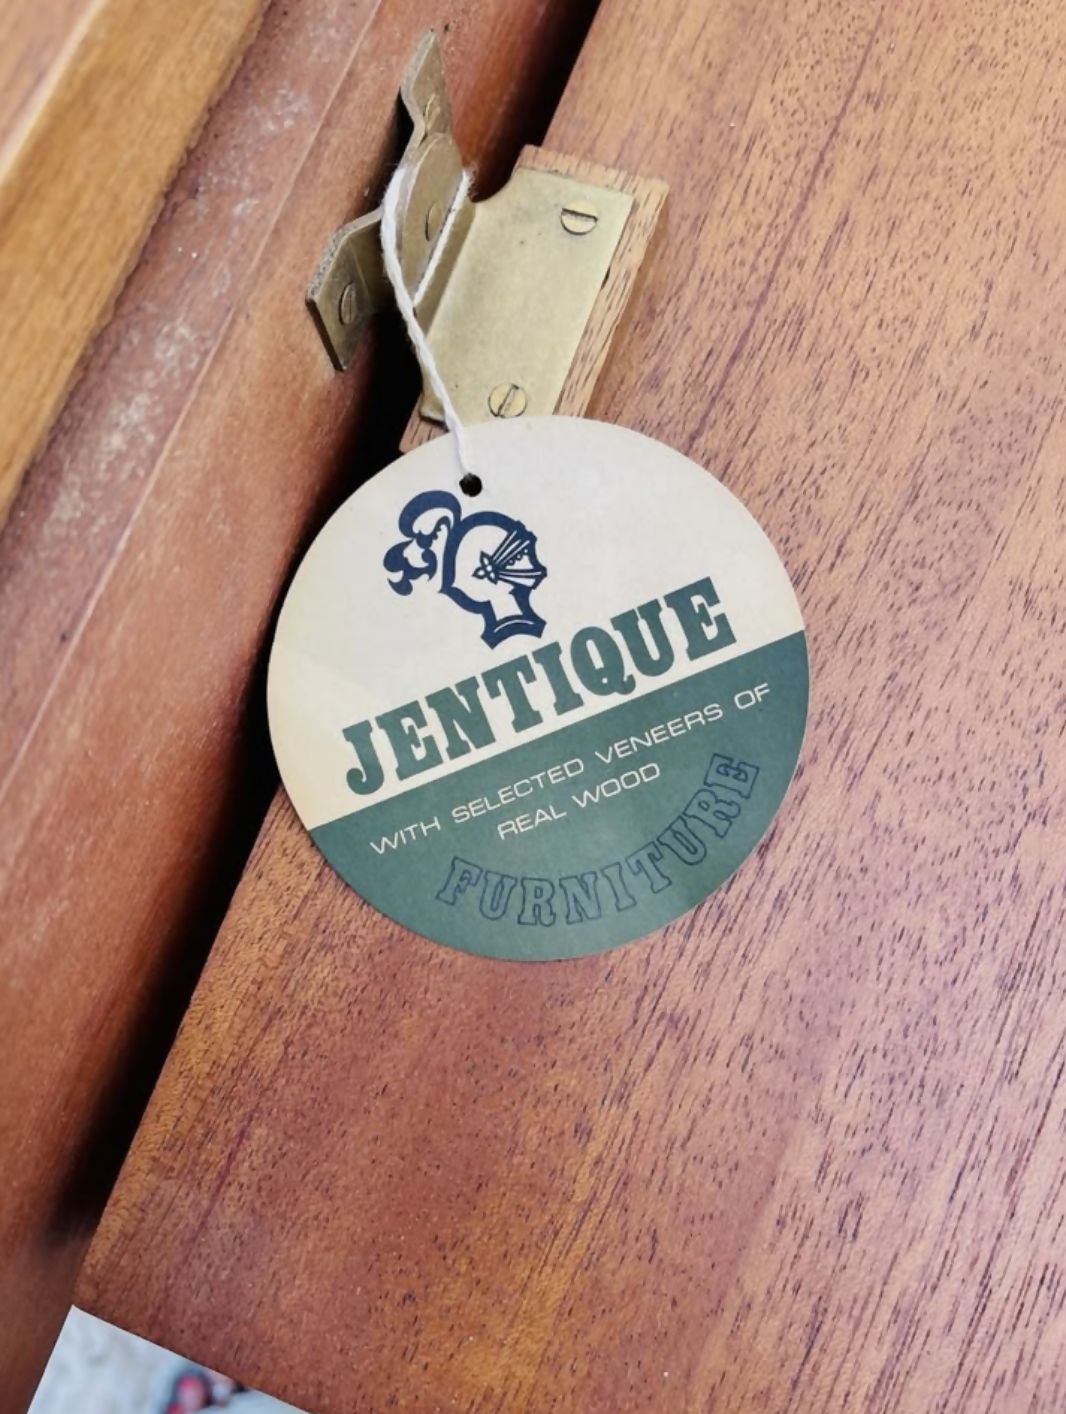 JENTIQUE
WITH SELECTED VENEERS OF
REAL WOOD
FURNITURE